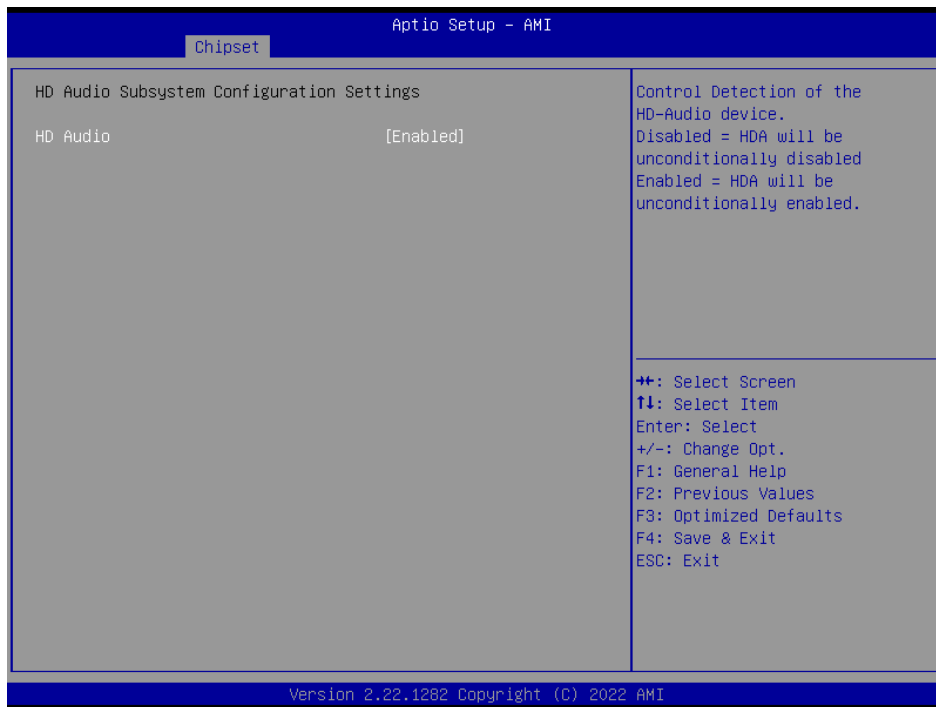 Aptio Setup – AMI
Chipset
HD Audio Subsystem Configuration Settings
HD Audio [Enabled]
Control Detection of the
HD-Audio device.
Disabled = HDA will be
unconditionally disabled
Enabled = HDA will be
unconditionally enabled.
→←: Select Screen
↑↓: Select Item
Enter: Select
+/-: Change Opt.
F1: General Help
F2: Previous Values
F3: Optimized Defaults
F4: Save & Exit
ESC: Exit
Version 2.22.1282 Copyright (C) 2022 AMI